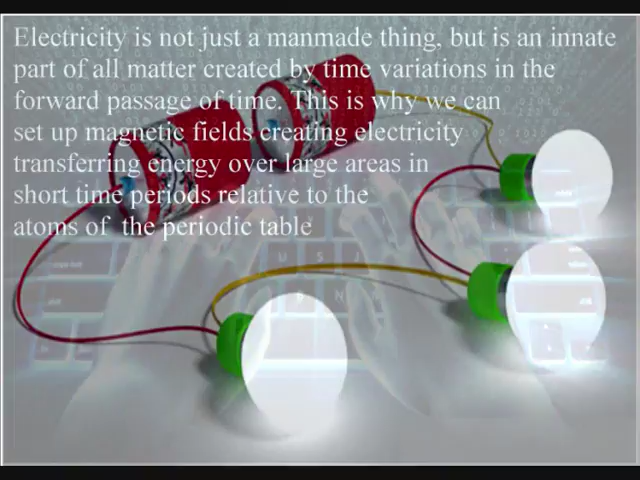 Electricity is not just a manmade thing, but is an innate
part of all matter created by time variations in the
forward passage of time. This is why we can
set up magnetic fields creating electricity
transferring energy over large areas in
short time periods relative to the
atoms of the periodic table